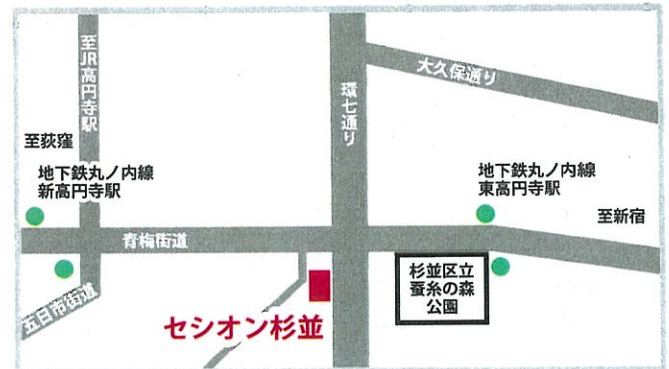 至JR高円寺駅
環七通り
大久保通り
至荻窪
地下鉄丸ノ内線
新高円寺駅
地下鉄丸ノ内線
東高円寺駅
至新宿
青梅街道
杉並区立
蚕糸の森
公園
五日市街道
セシオン杉並